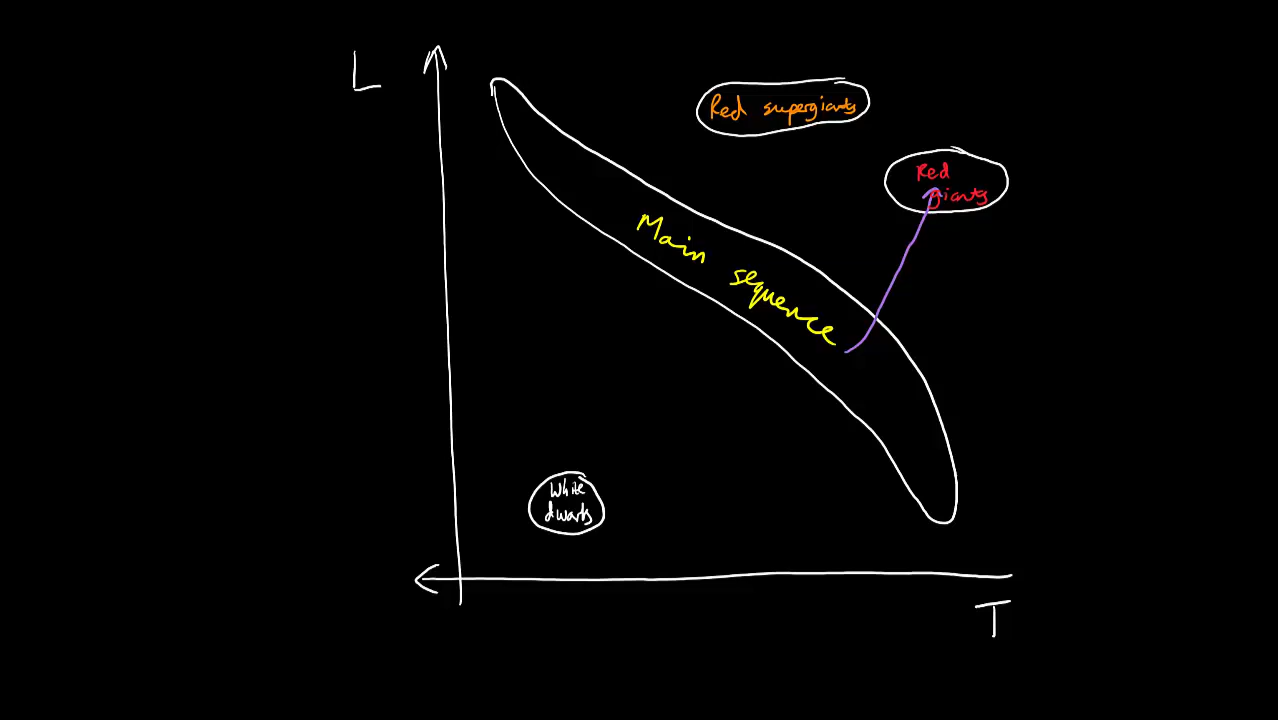 L
Red supergiants
Red
giants
Main sequence
White
dwarfs
T